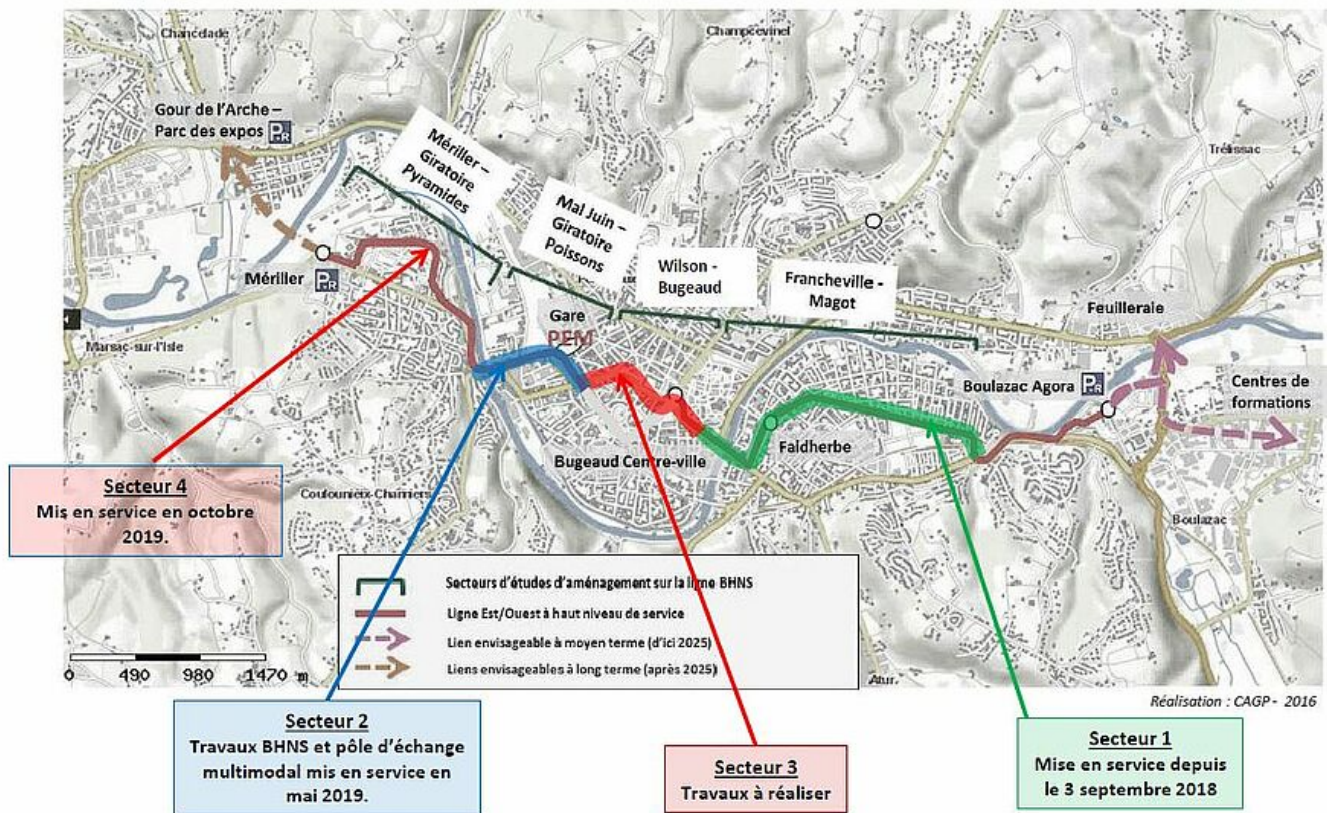 Chancelade
Champcevinel
Gour de l'Arche –
Parc des expos P+R
Mériller –
Giratoire
Pyramides
Trélissac
Mal Juin –
Giratoire
Poissons
Wilson -
Bugeaud
Francheville -
Magot
Mériller P+R
Gare
PEM
Feuilleraie
Marsac-sur-l'Isle
Boulazac Agora P+R
Centres de
formations
Bugeaud Centre-ville
Faidherbe
Coulounieix-Chamiers
Boulazac
Secteur 4
Mis en service en octobre
2019.
Secteurs d'études d'aménagement sur la ligne BHNS
Ligne Est/Ouest à haut niveau de service
Lien envisageable à moyen terme (d'ici 2025)
Liens envisageables à long terme (après 2025)
0 490 980 1470 m
Atur
Réalisation : CAGP - 2016
Secteur 2
Travaux BHNS et pôle d'échange
multimodal mis en service en
mai 2019.
Secteur 3
Travaux à réaliser
Secteur 1
Mise en service depuis
le 3 septembre 2018